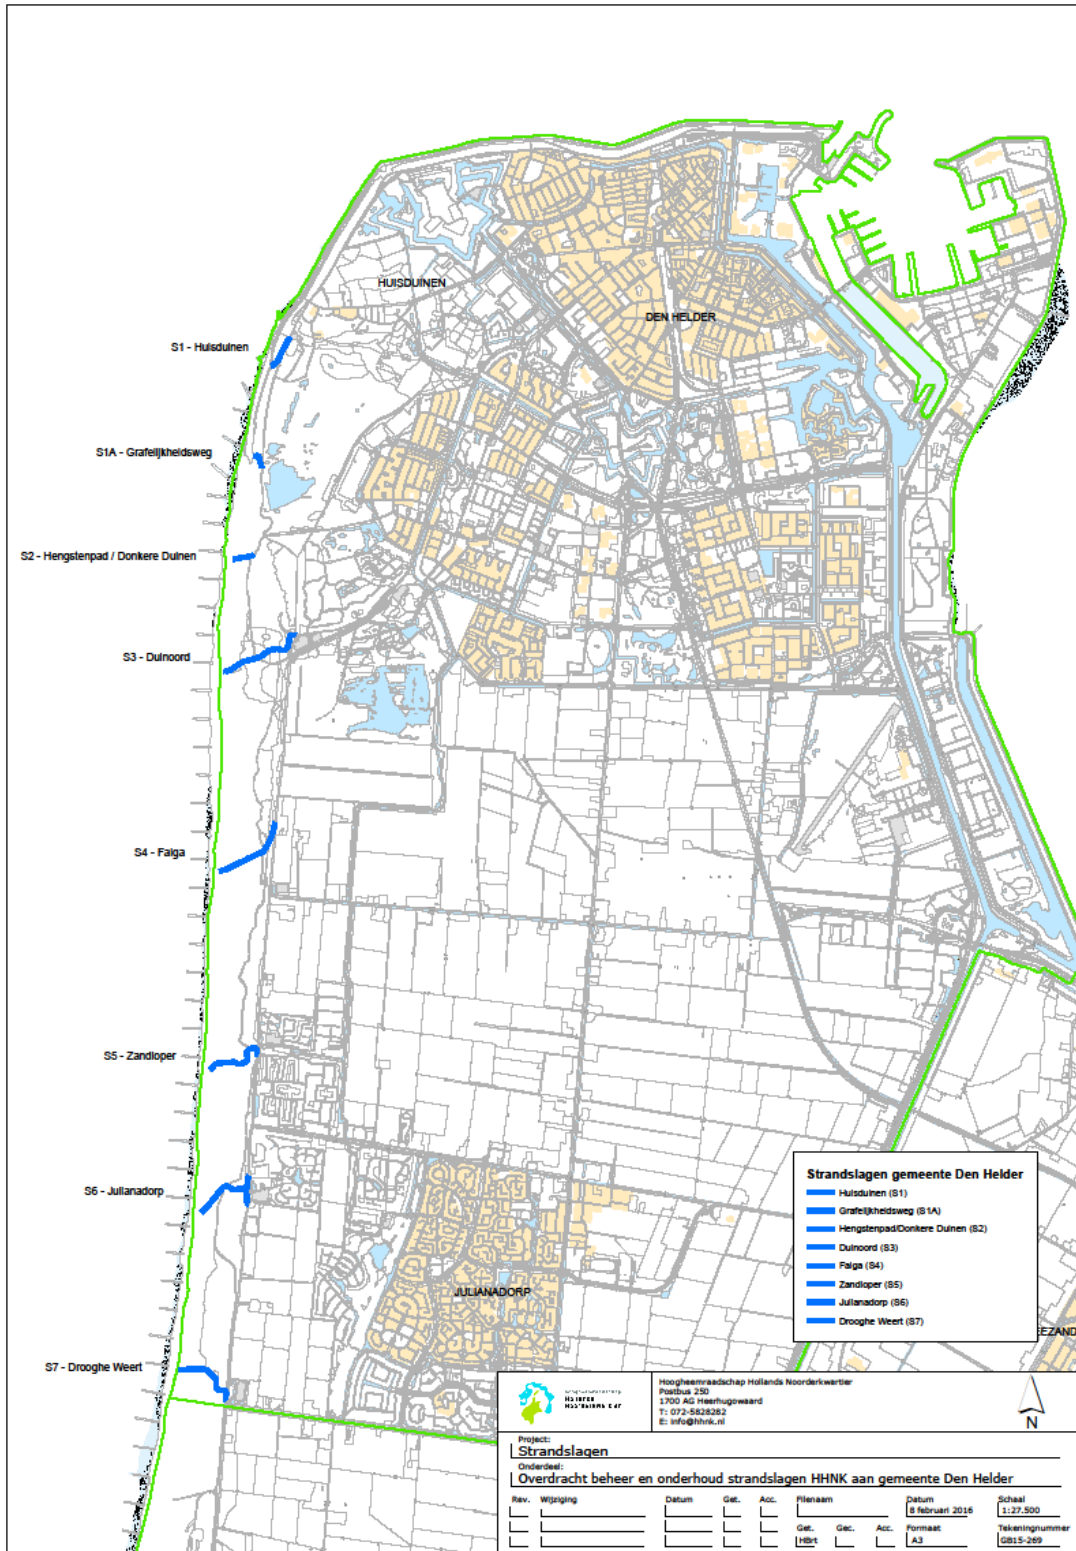 HUISDUINEN
DEN HELDER
S1 - Huisduinen
S1A - Grafelijkheidsweg
S2 - Hengstenpad / Donkere Duinen
S3 - Duinoord
S4 - Falga
S5 - Zandloper
S6 - Julianadorp
JULIANADORP
S7 - Drooghe Weert
Strandslagen gemeente Den Helder
Huisduinen (S1)
Grafelijkheidsweg (S1A)
Hengstenpad/Donkere Duinen (S2)
Duinoord (S3)
Falga (S4)
Zandloper (S5)
Julianadorp (S6)
Drooghe Weert (S7)
EEZAND
Hoogheemraadschap Hollands Noorderkwartier
Postbus 250
1700 AG Heerhugowaard
T: 072-5828282
E: info@hhnk.nl
N
Project:
Strandslagen
Onderdeel:
Overdracht beheer en onderhoud strandslagen HHNK aan gemeente Den Helder
Rev. Wijziging Datum Get. Acc. Filenaam Datum Schaal
8 februari 2016 1:27.500
Get. Gec. Acc. Formaat Tekeningnummer
HBrt A3 GB15-269